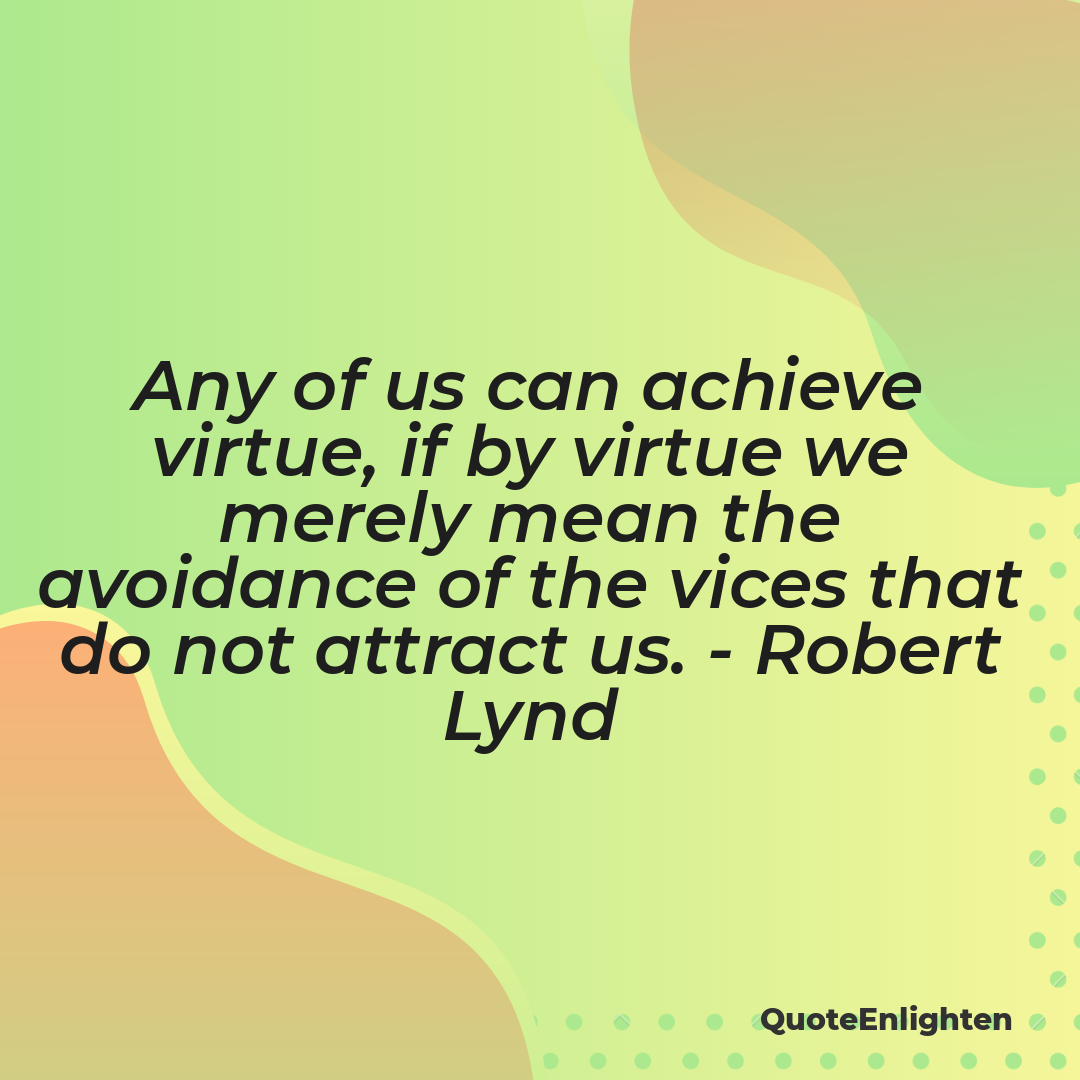 Any of us can achieve
virtue, if by virtue we
merely mean the
avoidance of the vices that
do not attract us. - Robert
Lynd
QuoteEnlighten